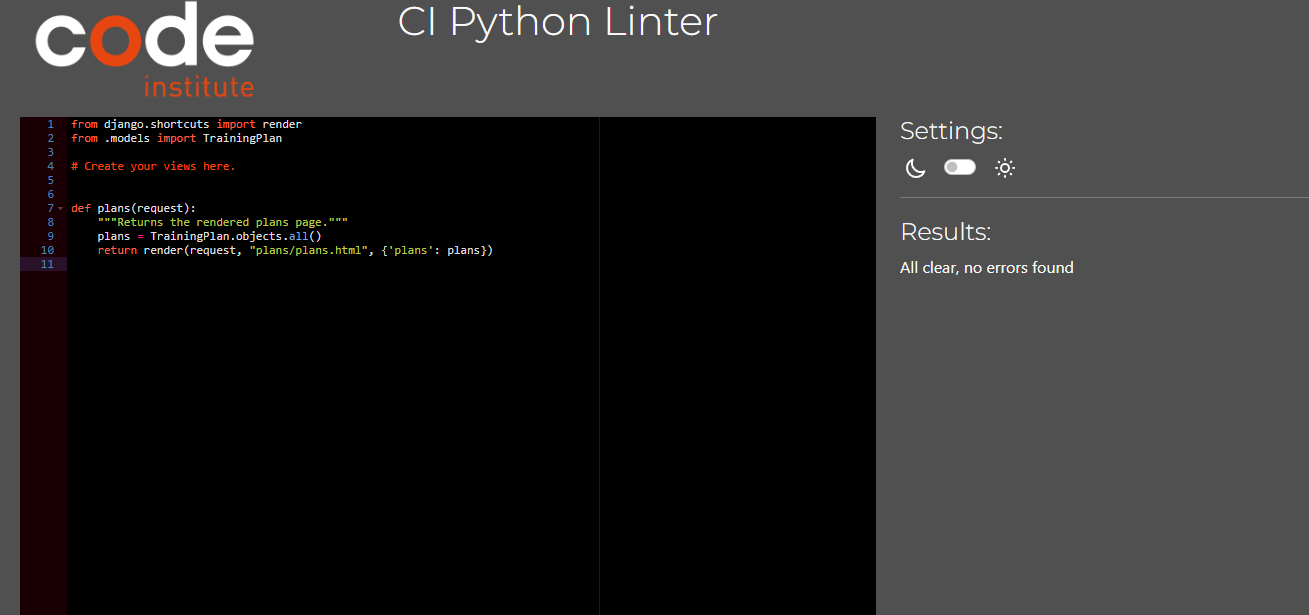 code
institute
CI Python Linter
1 from django.shortcuts import render
2 from .models import TrainingPlan
3
4 # Create your views here.
5
6
7 def plans(request):
8     """Returns the rendered plans page."""
9     plans = TrainingPlan.objects.all()
10     return render(request, "plans/plans.html", {'plans': plans})
11
Settings:
Results:
All clear, no errors found